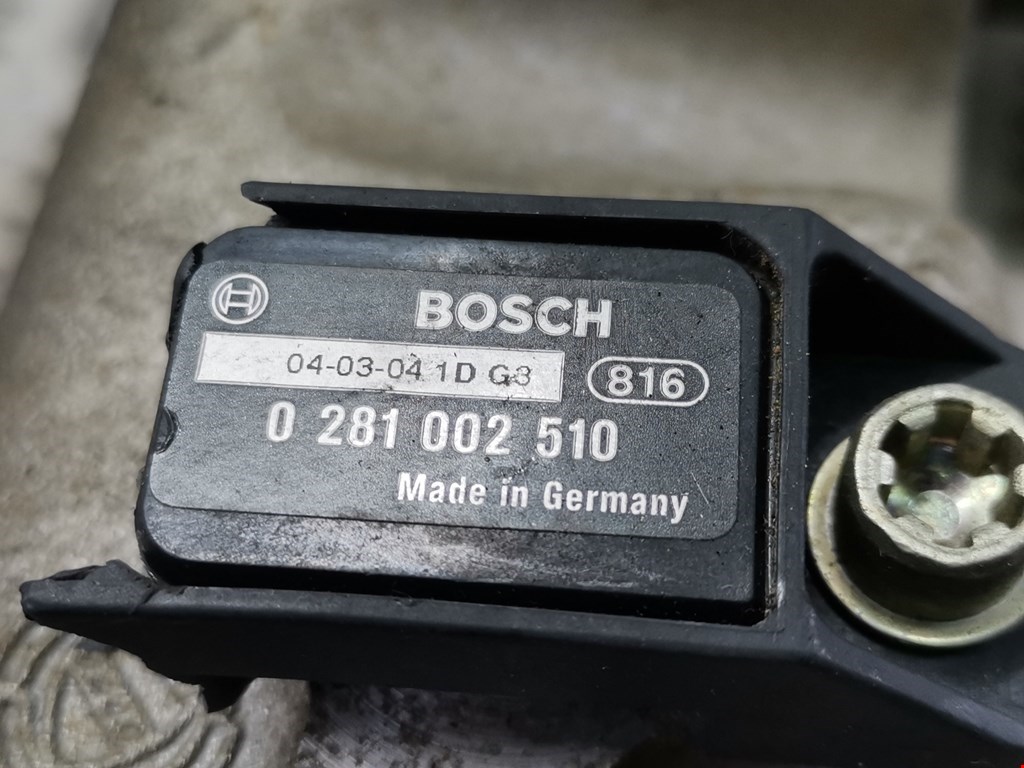 BOSCH
04-03-04 1D G3
816
0 281 002 510
Made in Germany